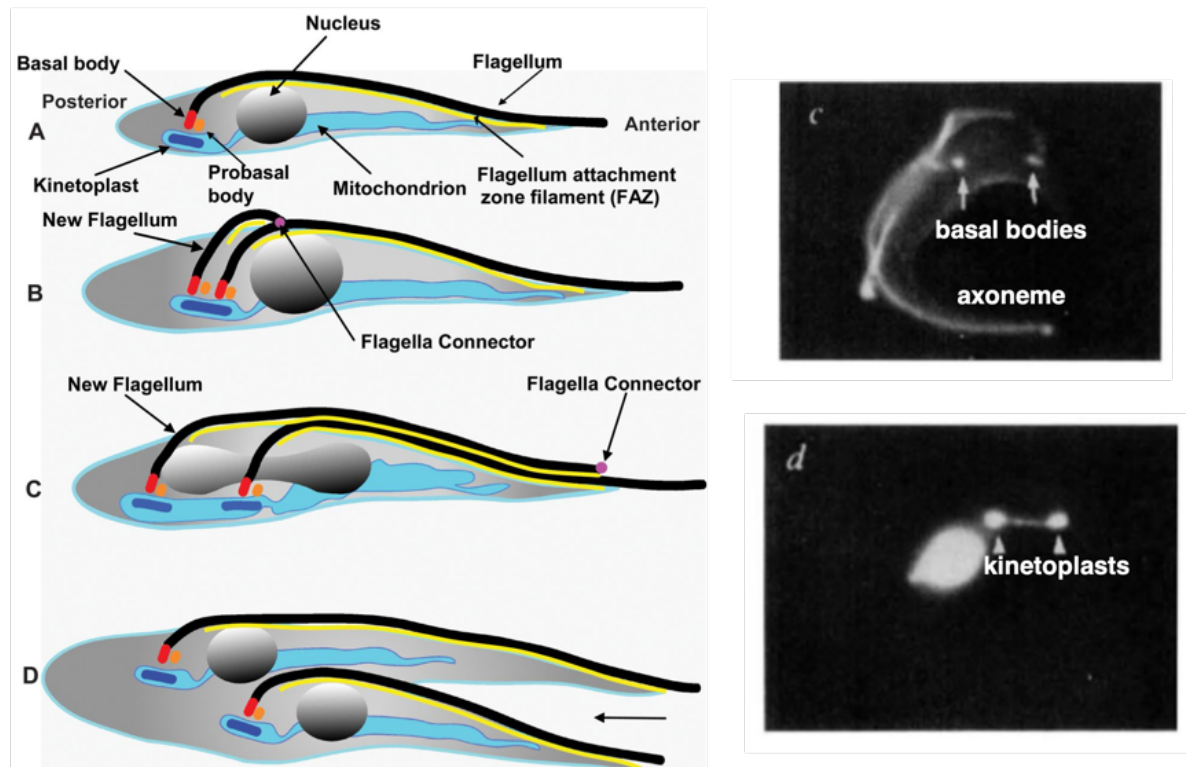 Nucleus
Basal body
Flagellum
Posterior
A
Anterior
Kinetoplast
Probasal
body
Mitochondrion
Flagellum attachment
zone filament (FAZ)
New Flagellum
B
Flagella Connector
New Flagellum
Flagella Connector
C
D
c
basal bodies
axoneme
d
kinetoplasts